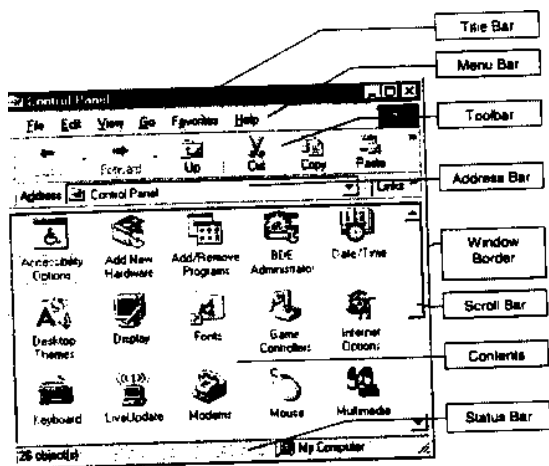 Title Bar
Menu Bar
Control Panel
File Edit View Go Favorites Help
Toolbar
Forward Up Cut Copy Paste
Address Control Panel Links
Address Bar
Accessibility Options
Add New Hardware
Add/Remove Programs
BDE Administrator
Date/Time
Window Border
Scroll Bar
Desktop Themes
Display
Fonts
Game Controllers
Internet Options
Contents
Keyboard
LiveUpdate
Modems
Mouse
Multimedia
Status Bar
26 object(s)
My Computer